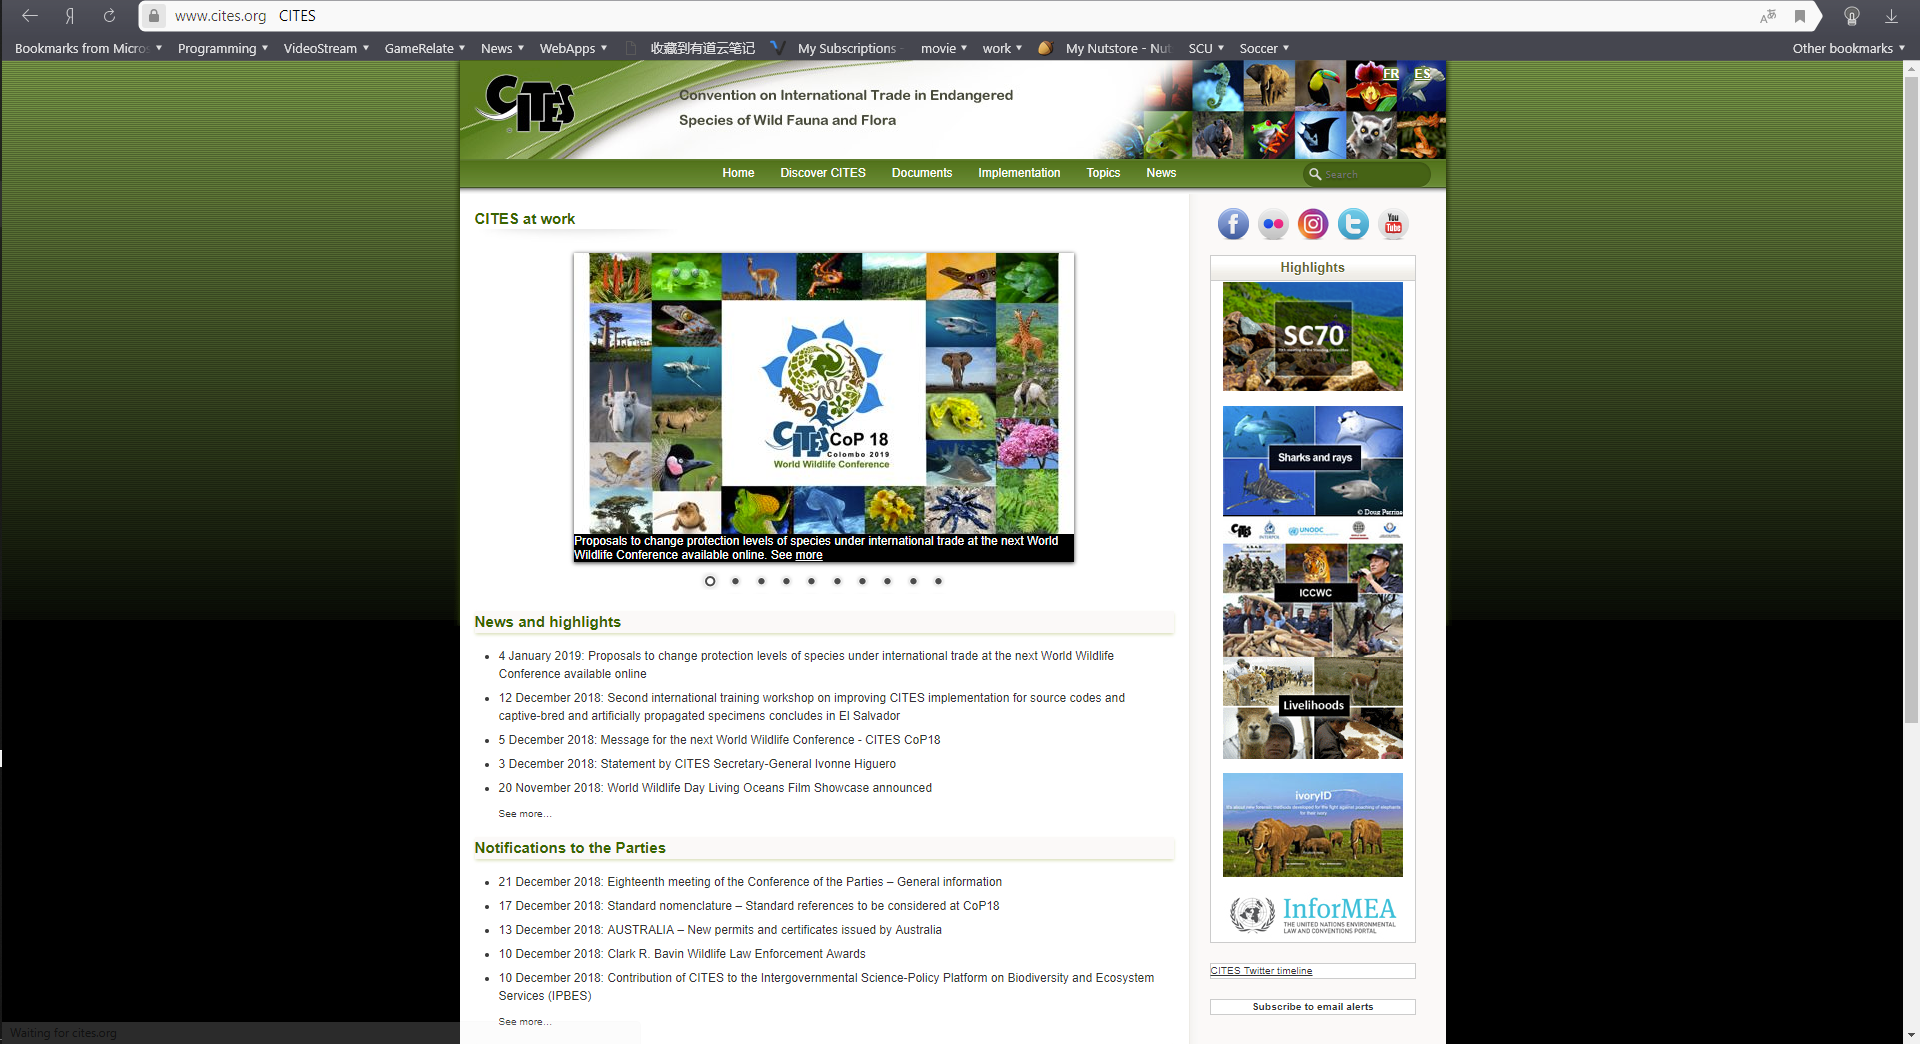 www.cites.org CITES
Bookmarks from Micros
Programming
VideoStream
GameRelate
News
WebApps
收藏到有道云笔记
My Subscriptions -
movie
work
My Nutstore - Nut
SCU
Soccer
Other bookmarks
CITES
Convention on International Trade in Endangered
Species of Wild Fauna and Flora
FR ES
Home
Discover CITES
Documents
Implementation
Topics
News
Search
CITES at work
CITES CoP 18
Colombo 2019
World Wildlife Conference
Proposals to change protection levels of species under international trade at the next World
Wildlife Conference available online. See more
News and highlights
4 January 2019: Proposals to change protection levels of species under international trade at the next World Wildlife
Conference available online
12 December 2018: Second international training workshop on improving CITES implementation for source codes and
captive-bred and artificially propagated specimens concludes in El Salvador
5 December 2018: Message for the next World Wildlife Conference - CITES CoP18
3 December 2018: Statement by CITES Secretary-General Ivonne Higuero
20 November 2018: World Wildlife Day Living Oceans Film Showcase announced
See more...
Notifications to the Parties
21 December 2018: Eighteenth meeting of the Conference of the Parties – General information
17 December 2018: Standard nomenclature – Standard references to be considered at CoP18
13 December 2018: AUSTRALIA – New permits and certificates issued by Australia
10 December 2018: Clark R. Bavin Wildlife Law Enforcement Awards
10 December 2018: Contribution of CITES to the Intergovernmental Science-Policy Platform on Biodiversity and Ecosystem
Services (IPBES)
See more...
You
Tube
Highlights
SC70
Sharks and rays
© Doug Perrine
CITES
INTERPOL
UNODC
ICCWC
Livelihoods
ivoryID
for their ivory
InforMEA
THE UNITED NATIONS ENVIRONMENTAL
LAW AND CONVENTIONS PORTAL
CITES Twitter timeline
Subscribe to email alerts
Waiting for cites.org